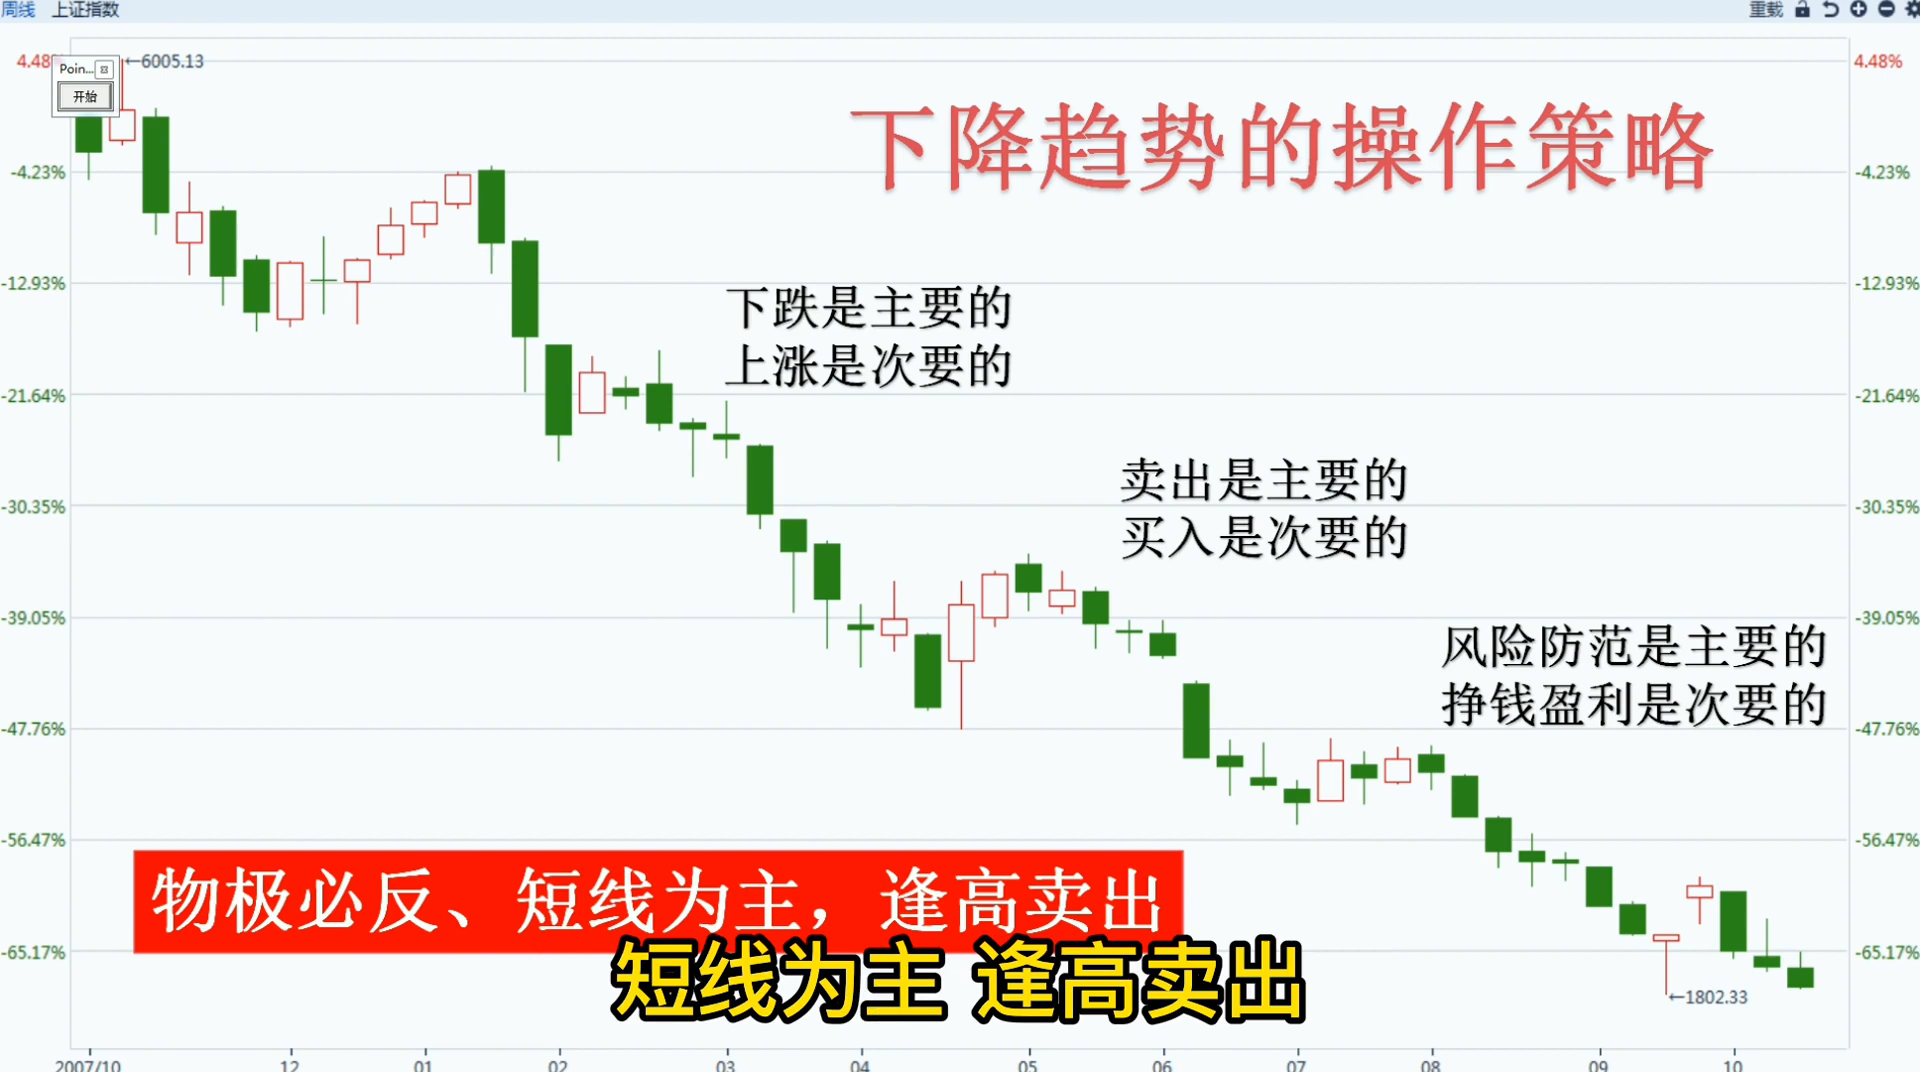 周线 上证指数
重载
4.48%
Poin...
开始
←6005.13
4.48%
下降趋势的操作策略
-4.23%
-4.23%
-12.93%
-12.93%
下跌是主要的
上涨是次要的
-21.64%
-21.64%
卖出是主要的
买入是次要的
-30.35%
-30.35%
-39.05%
-39.05%
风险防范是主要的
挣钱盈利是次要的
-47.76%
-47.76%
-56.47%
-56.47%
物极必反、短线为主，逢高卖出
-65.17%
-65.17%
短线为主 逢高卖出
←1802.33
2007/10 12 01 02 03 04 05 06 07 08 09 10